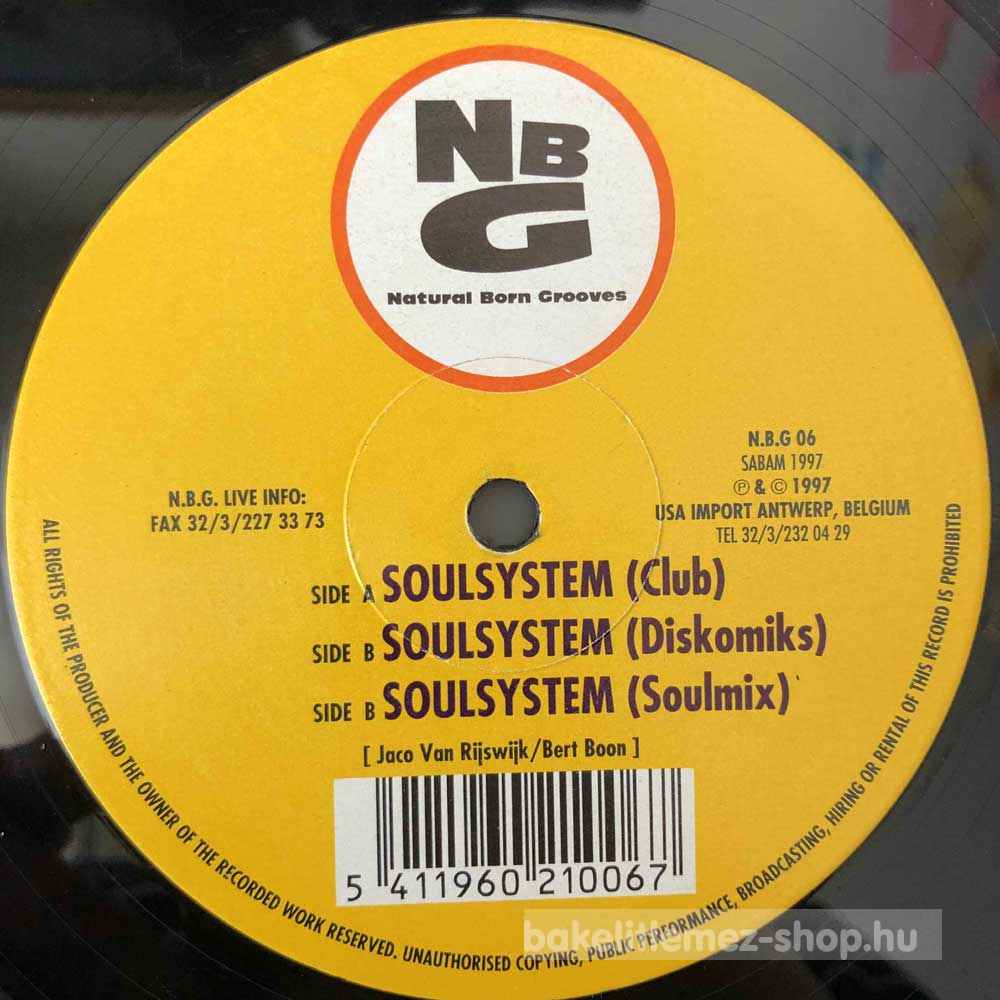 N B
G
Natural Born Grooves
N.B.G. LIVE INFO:
FAX 32/3/227 33 73
N.B.G 06
SABAM 1997
℗ & © 1997
USA IMPORT ANTWERP, BELGIUM
TEL 32/3/232 04 29
SIDE A SOULSYSTEM (Club)
SIDE B SOULSYSTEM (Diskomiks)
SIDE B SOULSYSTEM (Soulmix)
[ Jaco Van Rijswijk/Bert Boon ]
5 411960 210067
ALL RIGHTS OF THE PRODUCER AND THE OWNER OF THE RECORDED WORK RESERVED. UNAUTHORISED COPYING, PUBLIC PERFORMANCE, BROADCASTING, HIRING OR RENTAL OF THIS RECORD IS PROHIBITED
bakelitlemez-shop.hu